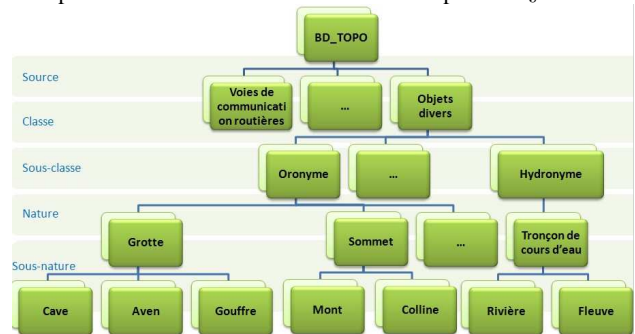 BD_TOPO
Source
Voies de
communicati
on routières
...
Objets
divers
Classe
Sous-classe
Oronyme
...
Hydronyme
Nature
Grotte
Sommet
...
Tronçon de
cours d'eau
Sous-nature
Cave
Aven
Gouffre
Mont
Colline
Rivière
Fleuve